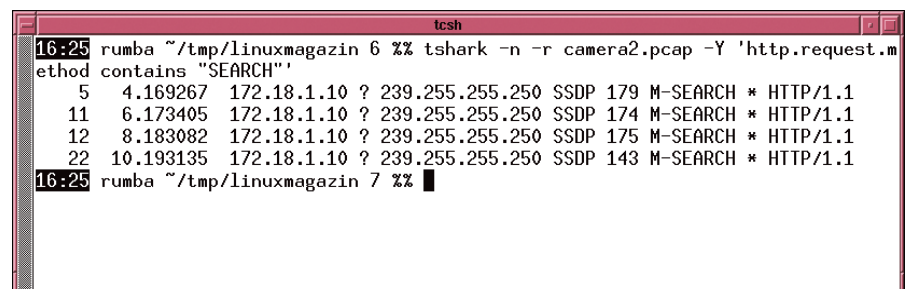 tcsh
16:25 rumba ~/tmp/linuxmagazin 6 %% tshark -n -r camera2.pcap -Y 'http.request.m
ethod contains "SEARCH"'
5 4.169267 172.18.1.10 ? 239.255.255.250 SSDP 179 M-SEARCH * HTTP/1.1
11 6.173405 172.18.1.10 ? 239.255.255.250 SSDP 174 M-SEARCH * HTTP/1.1
12 8.183082 172.18.1.10 ? 239.255.255.250 SSDP 175 M-SEARCH * HTTP/1.1
22 10.193135 172.18.1.10 ? 239.255.255.250 SSDP 143 M-SEARCH * HTTP/1.1
16:25 rumba ~/tmp/linuxmagazin 7 %%